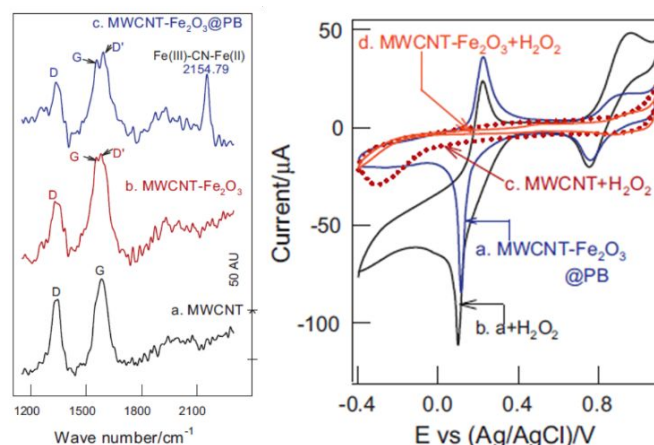 c. MWCNT-Fe₂O₃@PB
Fe(III)-CN-Fe(II)
2154.79
D
G
D'
b. MWCNT-Fe₂O₃
D
G
D'
a. MWCNT
D
G
50 AU
1200 1500 1800 2100
Wave number/cm⁻¹
d. MWCNT-Fe₂O₃+H₂O₂
c. MWCNT+H₂O₂
a. MWCNT-Fe₂O₃
@PB
b. a+H₂O₂
50
0
-50
-100
Current/µA
-0.4 0.0 0.4 0.8
E vs (Ag/AgCl)/V